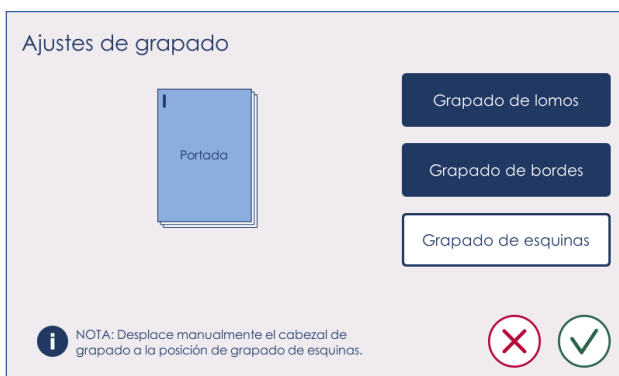 Ajustes de grapado
Portada
Grapado de lomos
Grapado de bordes
Grapado de esquinas
NOTA: Desplace manualmente el cabezal de
grapado a la posición de grapado de esquinas.